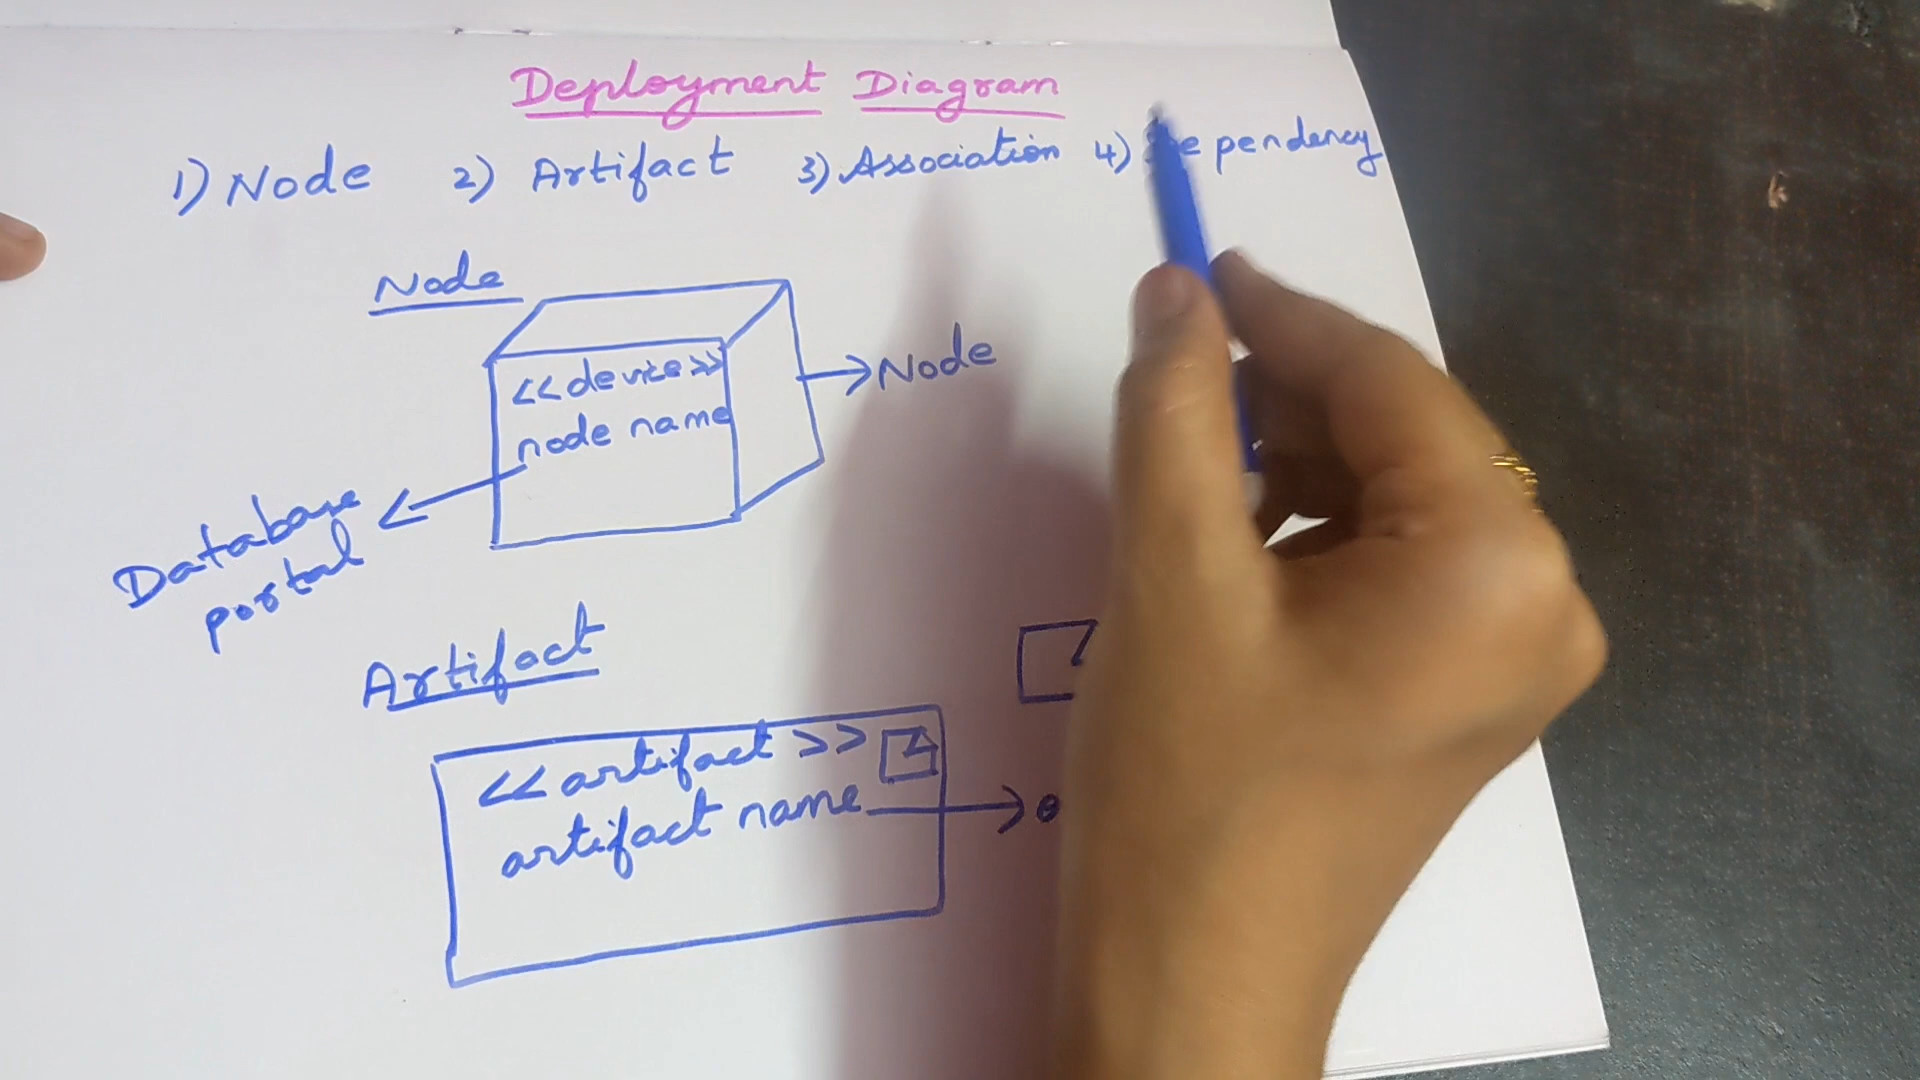 Deployment Diagram
1) Node 2) Artifact 3) Association 4) Dependency
Node
<<device>>
node name
Node
Database
portal
Artifact
<<artifact>>
artifact name